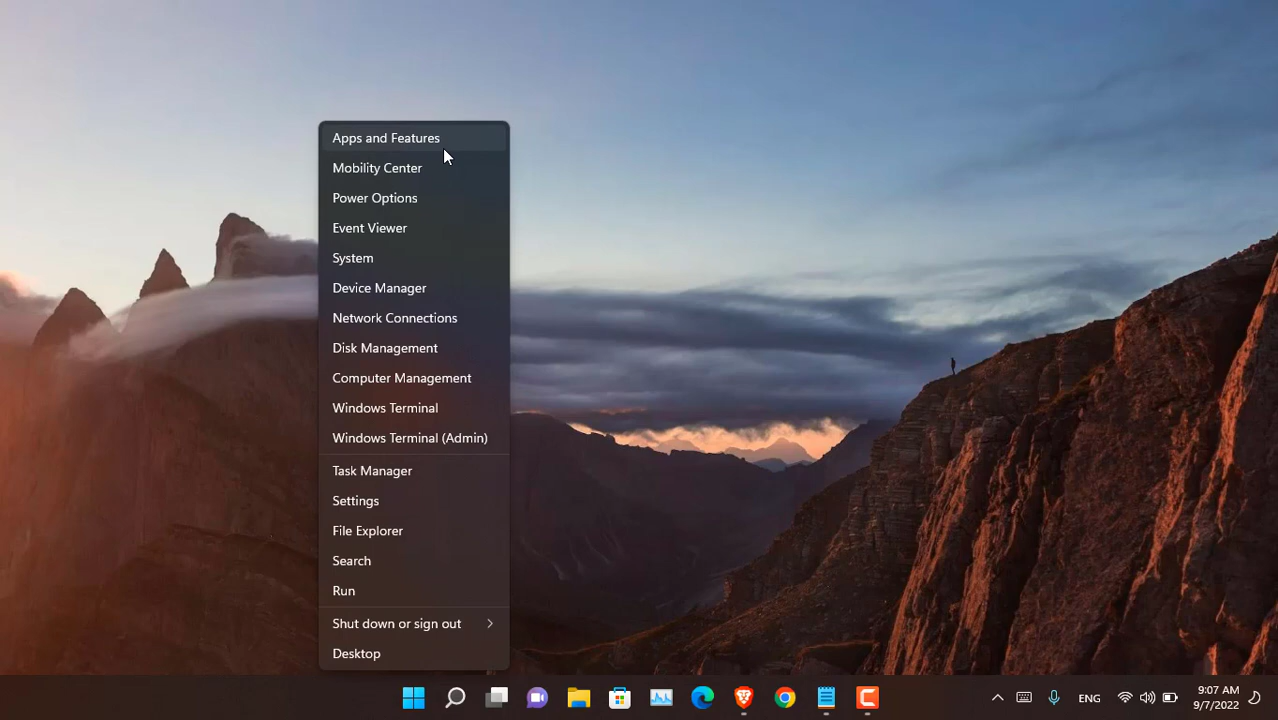 Apps and Features
Mobility Center
Power Options
Event Viewer
System
Device Manager
Network Connections
Disk Management
Computer Management
Windows Terminal
Windows Terminal (Admin)
Task Manager
Settings
File Explorer
Search
Run
Shut down or sign out
Desktop
ENG
9:07 AM
9/7/2022